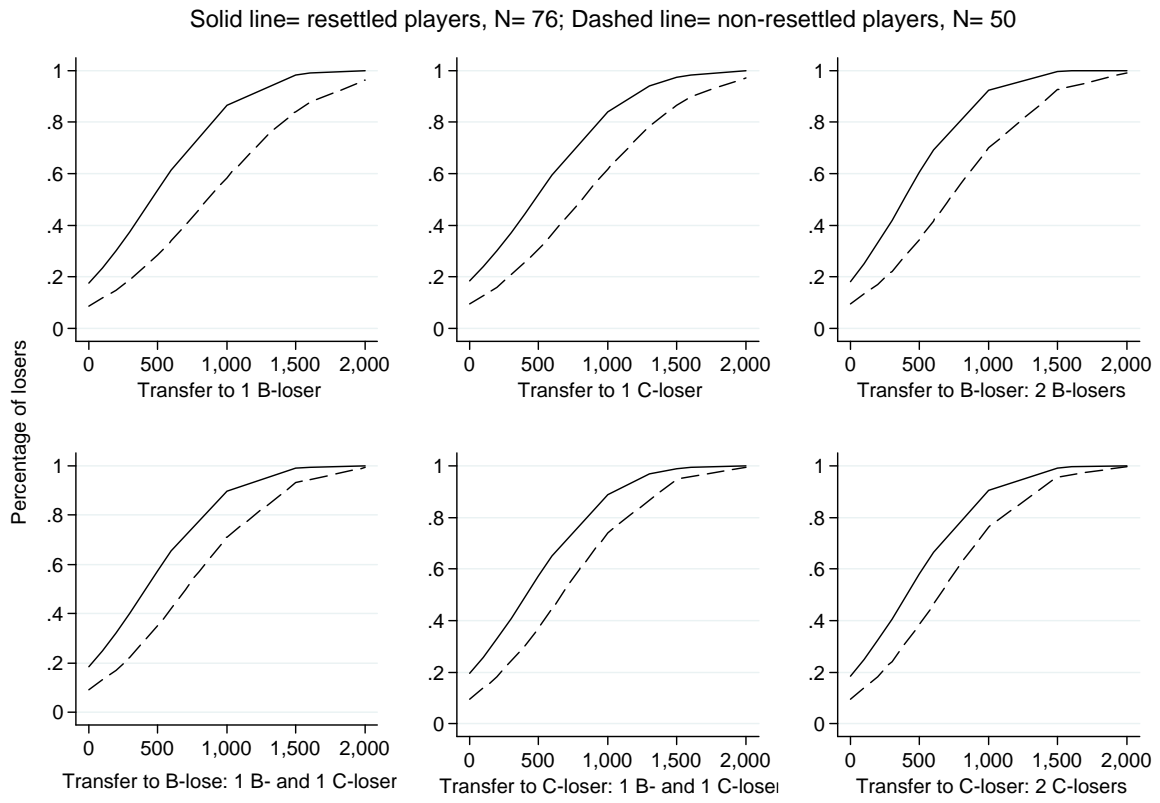 Solid line= resettled players, N= 76; Dashed line= non-resettled players, N= 50
Percentage of losers
1
.8
.6
.4
.2
0
0 500 1,000 1,500 2,000
Transfer to 1 B-loser
1
.8
.6
.4
.2
0
0 500 1,000 1,500 2,000
Transfer to 1 C-loser
1
.8
.6
.4
.2
0
0 500 1,000 1,500 2,000
Transfer to B-loser: 2 B-losers
1
.8
.6
.4
.2
0
0 500 1,000 1,500 2,000
Transfer to B-lose: 1 B- and 1 C-loser
1
.8
.6
.4
.2
0
0 500 1,000 1,500 2,000
Transfer to C-loser: 1 B- and 1 C-loser
1
.8
.6
.4
.2
0
0 500 1,000 1,500 2,000
Transfer to C-loser: 2 C-losers